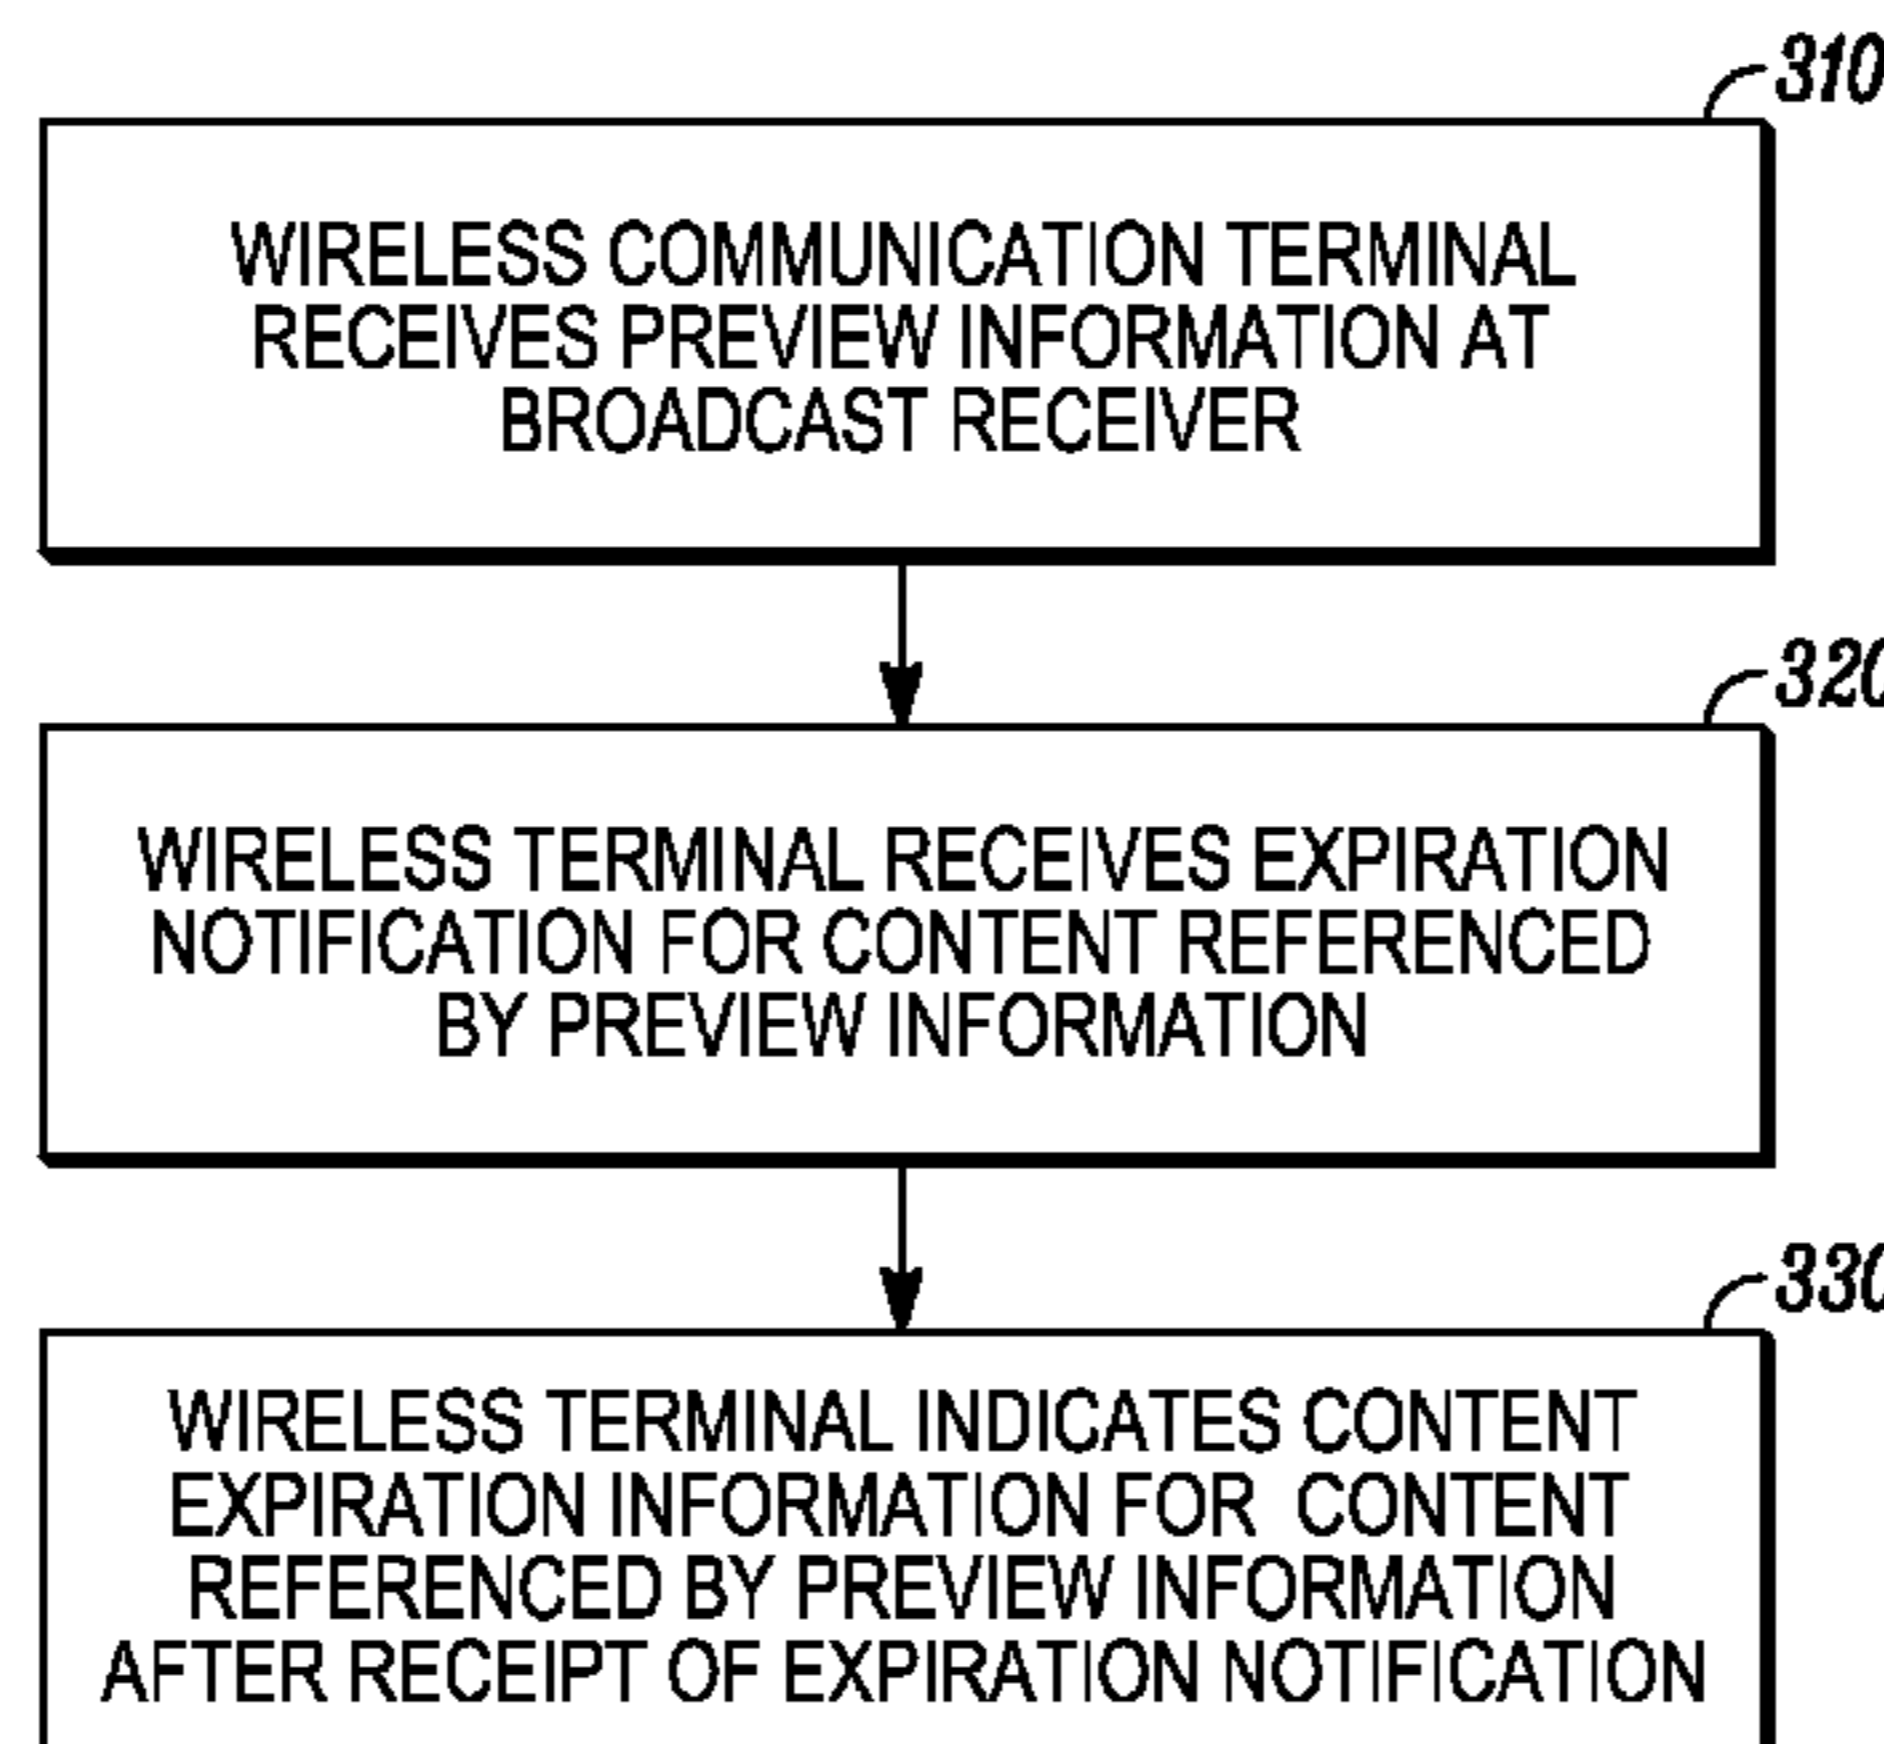 310
WIRELESS COMMUNICATION TERMINAL
RECEIVES PREVIEW INFORMATION AT
BROADCAST RECEIVER
320
WIRELESS TERMINAL RECEIVES EXPIRATION
NOTIFICATION FOR CONTENT REFERENCED
BY PREVIEW INFORMATION
330
WIRELESS TERMINAL INDICATES CONTENT
EXPIRATION INFORMATION FOR CONTENT
REFERENCED BY PREVIEW INFORMATION
AFTER RECEIPT OF EXPIRATION NOTIFICATION